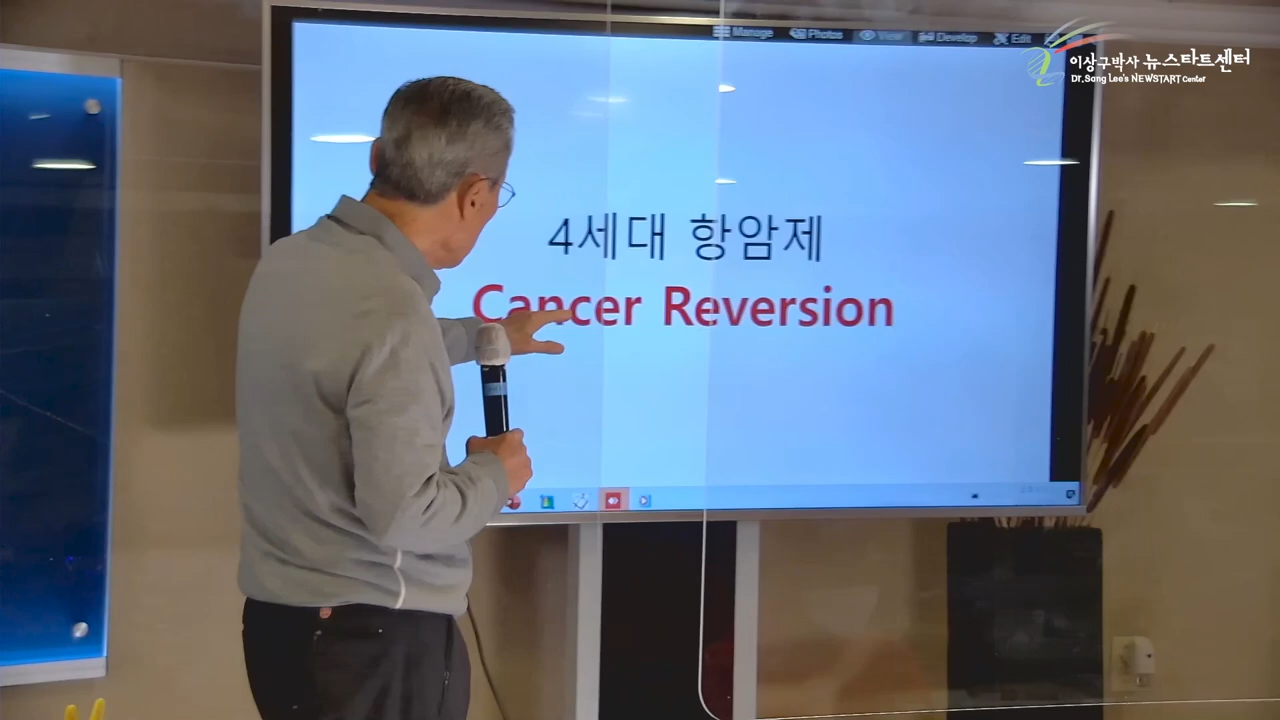 Manage Photos View Develop Edit
이상구박사 뉴스타트센터
Dr. Sang Lee's NEWSTART Center
4세대 항암제
Cancer Reversion